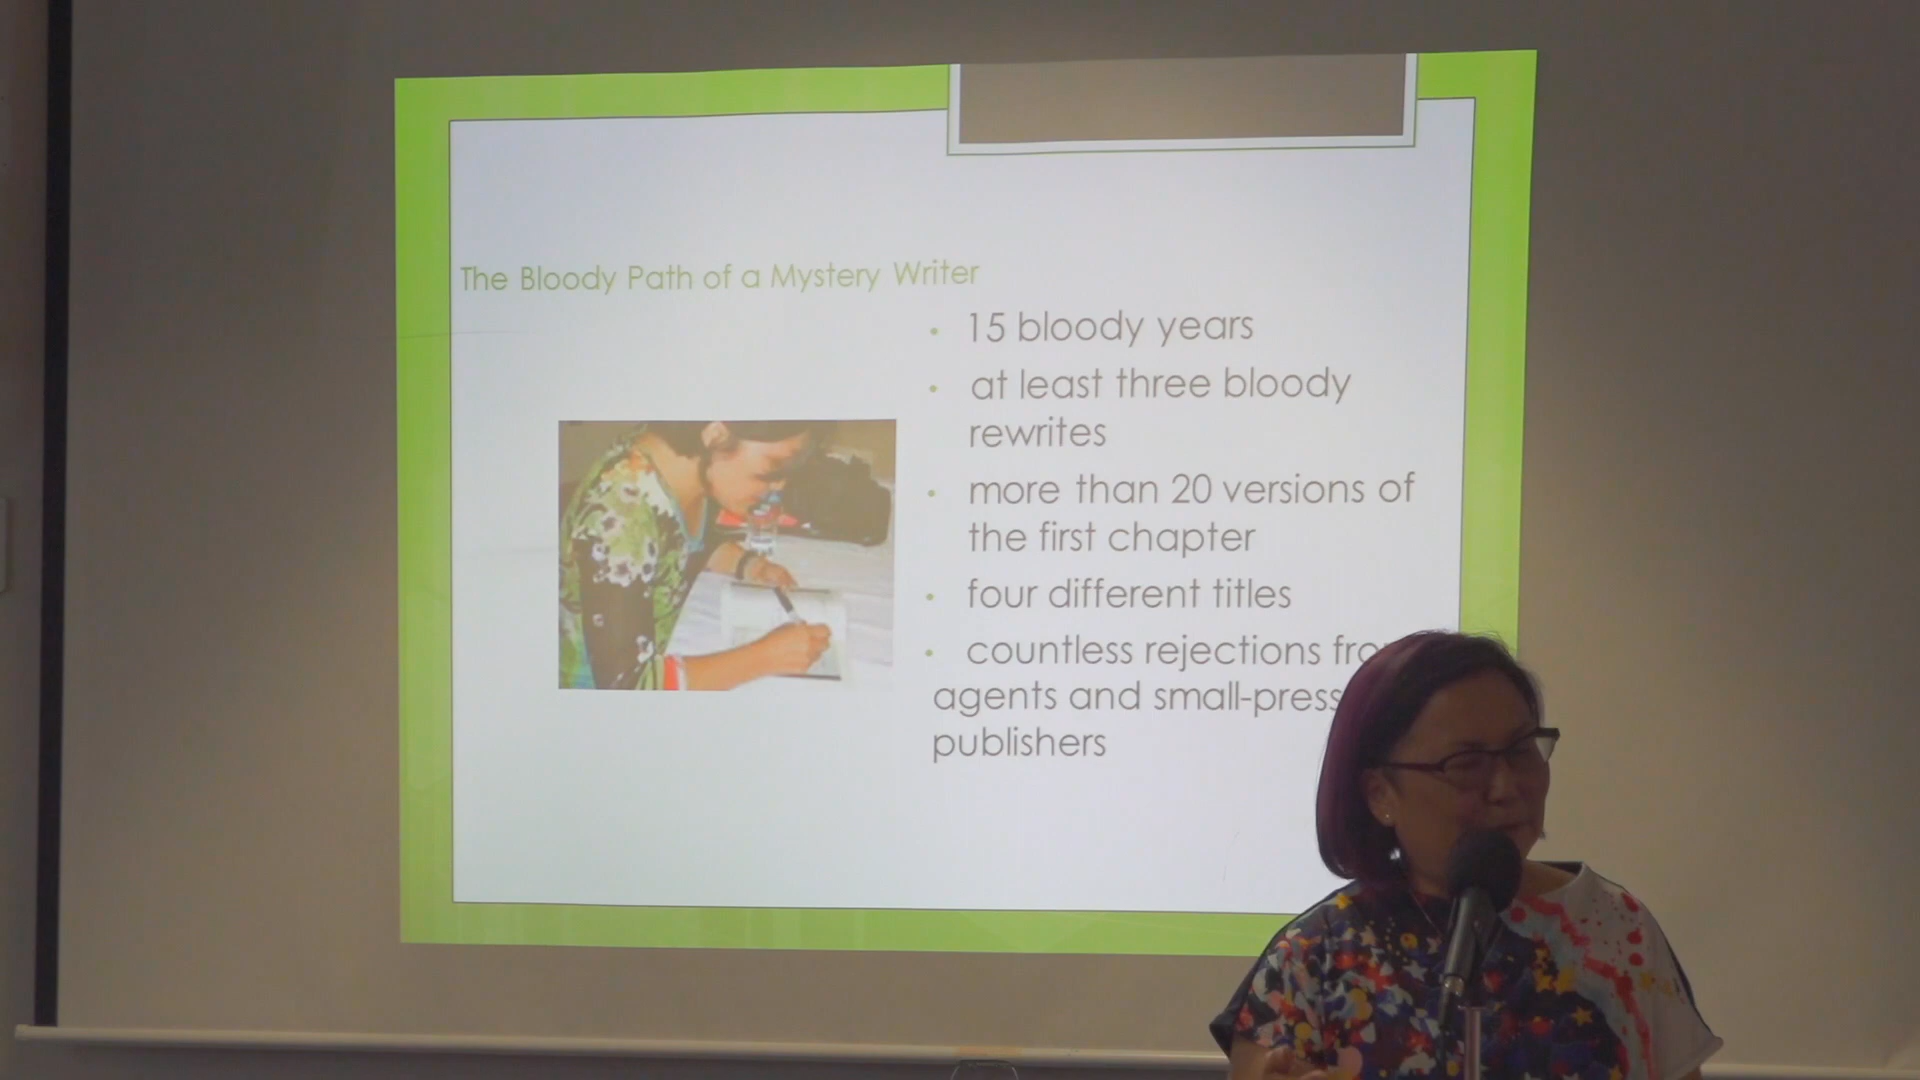 The Bloody Path of a Mystery Writer
• 15 bloody years
• at least three bloody
rewrites
• more than 20 versions of
the first chapter
• four different titles
• countless rejections
agents and small-press
publishers